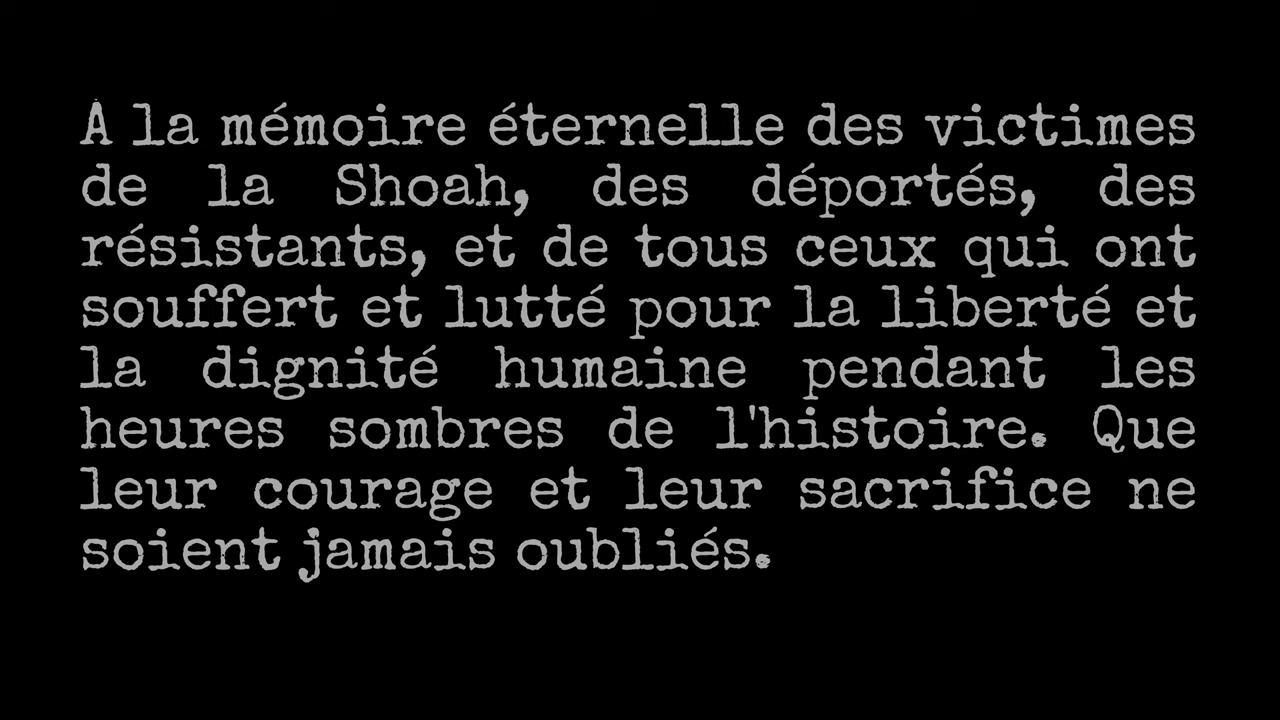 À la mémoire éternelle des victimes
de la Shoah, des déportés, des
résistants, et de tous ceux qui ont
souffert et lutté pour la liberté et
la dignité humaine pendant les
heures sombres de l'histoire. Que
leur courage et leur sacrifice ne
soient jamais oubliés.